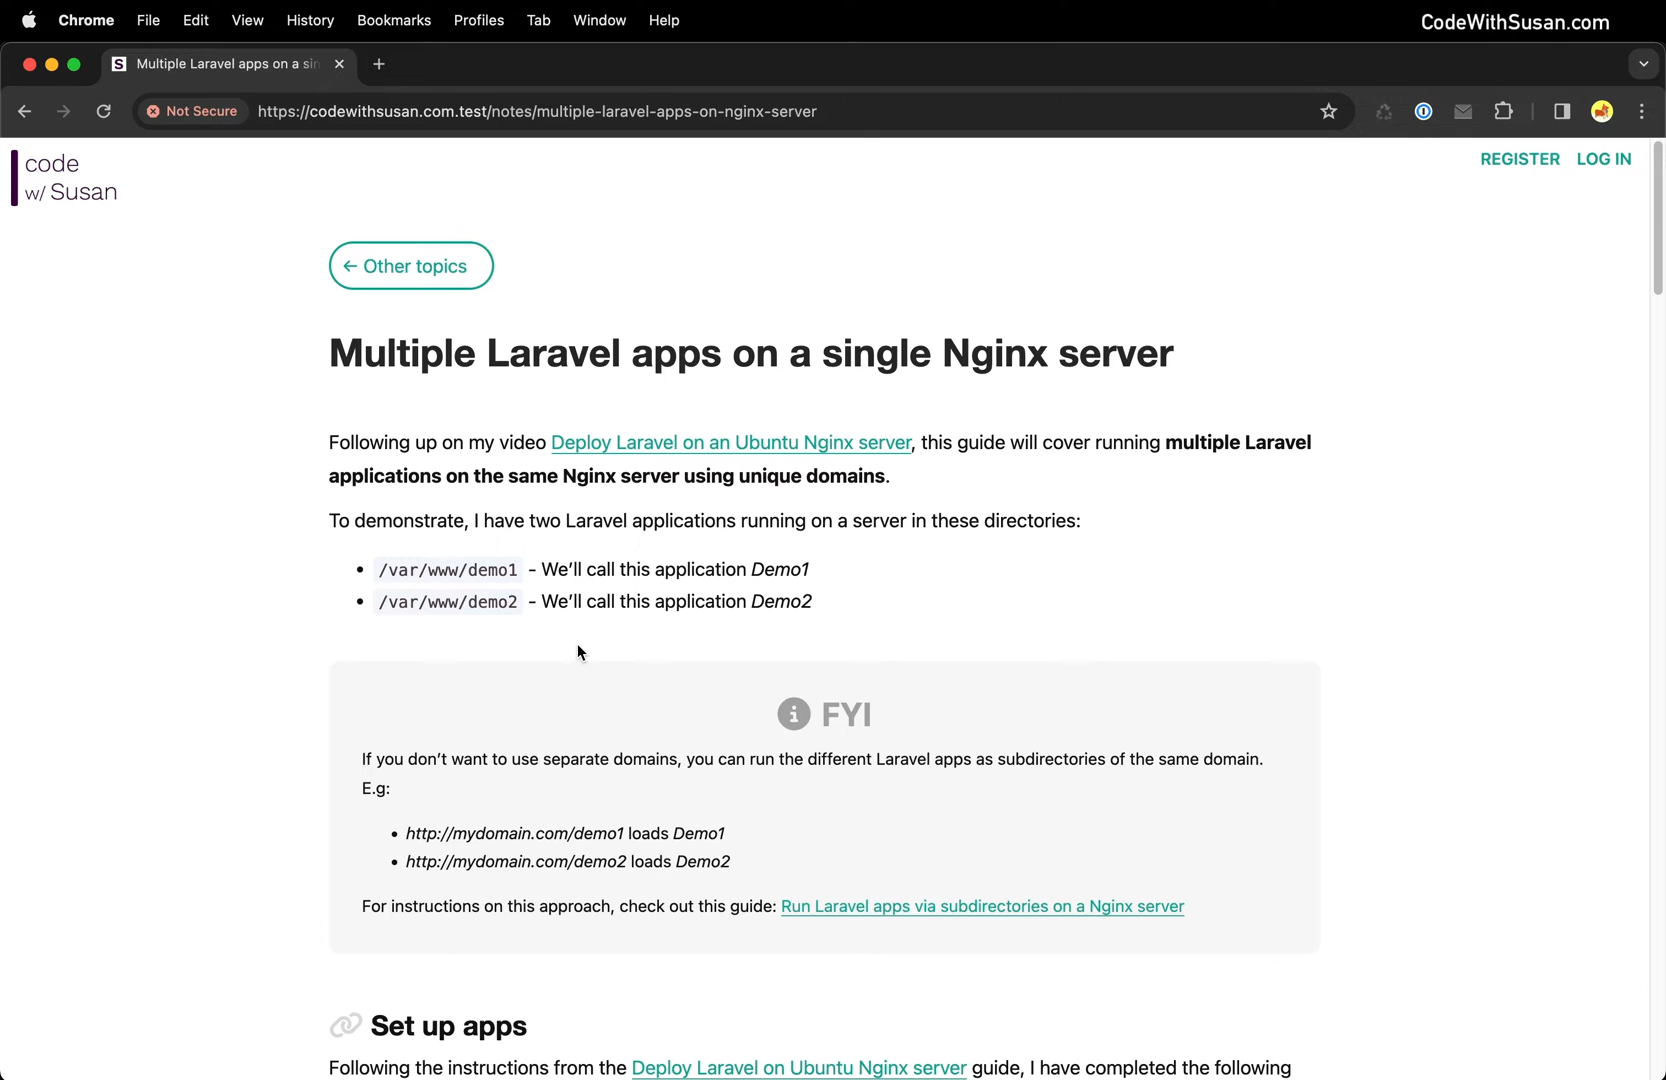 Chrome File Edit View History Bookmarks Profiles Tab Window Help CodeWithSusan.com
S Multiple Laravel apps on a sin
Not Secure https://codewithsusan.com.test/notes/multiple-laravel-apps-on-nginx-server
code
w/ Susan
REGISTER LOG IN
← Other topics
Multiple Laravel apps on a single Nginx server
Following up on my video Deploy Laravel on an Ubuntu Nginx server, this guide will cover running multiple Laravel
applications on the same Nginx server using unique domains.
To demonstrate, I have two Laravel applications running on a server in these directories:
• /var/www/demo1 - We’ll call this application Demo1
• /var/www/demo2 - We’ll call this application Demo2
FYI
If you don’t want to use separate domains, you can run the different Laravel apps as subdirectories of the same domain.
E.g:
• http://mydomain.com/demo1 loads Demo1
• http://mydomain.com/demo2 loads Demo2
For instructions on this approach, check out this guide: Run Laravel apps via subdirectories on a Nginx server
Set up apps
Following the instructions from the Deploy Laravel on Ubuntu Nginx server guide, I have completed the following